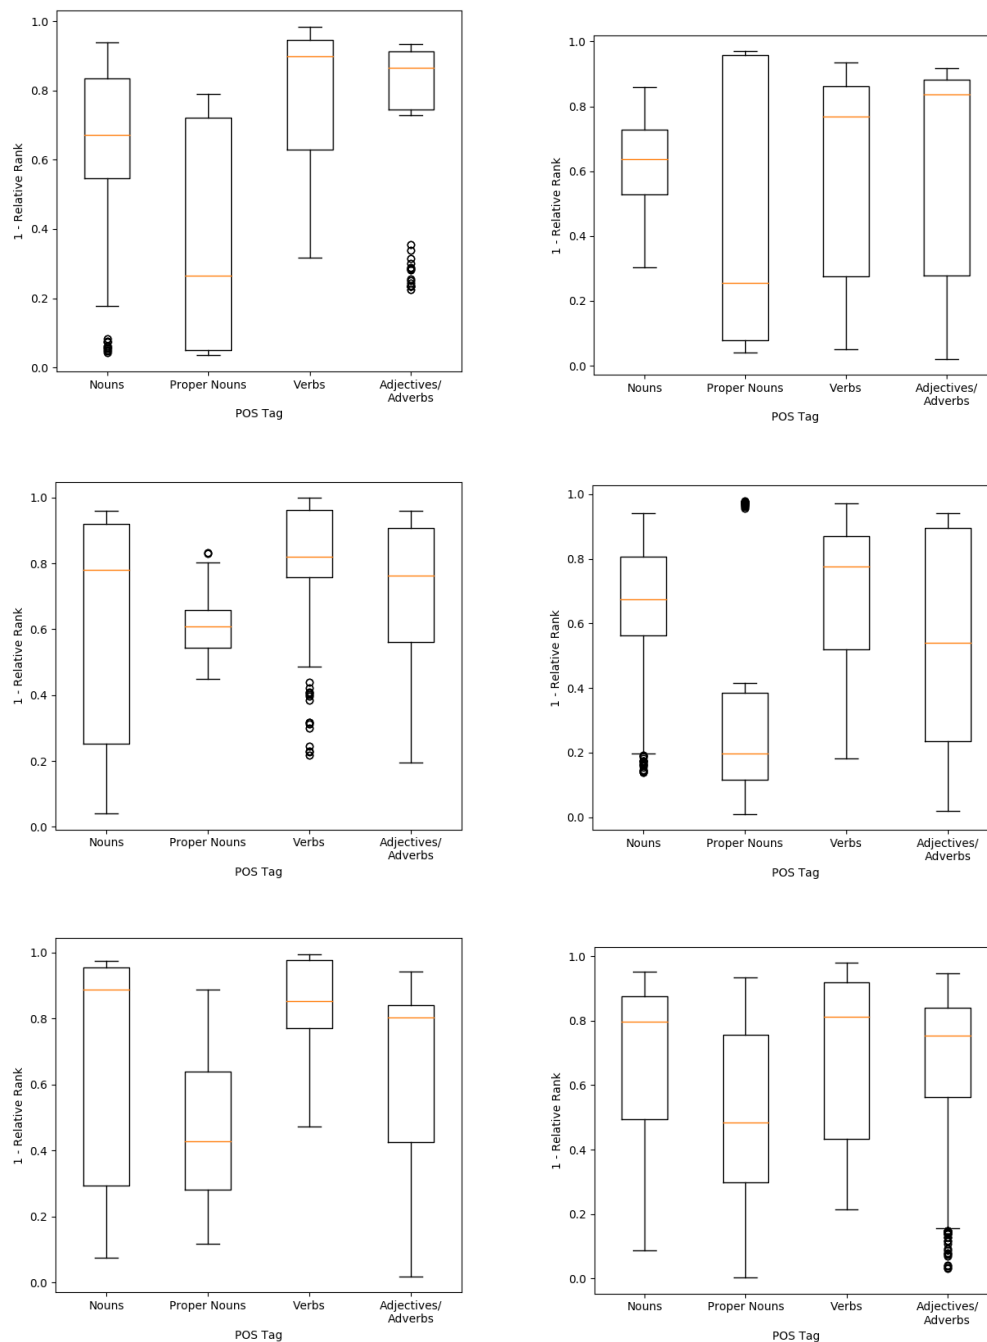 1 - Relative Rank
1.0
0.8
0.6
0.4
0.2
0.0
Nouns Proper Nouns Verbs Adjectives/
Adverbs
POS Tag
1 - Relative Rank
1.0
0.8
0.6
0.4
0.2
0.0
Nouns Proper Nouns Verbs Adjectives/
Adverbs
POS Tag
1 - Relative Rank
1.0
0.8
0.6
0.4
0.2
0.0
Nouns Proper Nouns Verbs Adjectives/
Adverbs
POS Tag
1 - Relative Rank
1.0
0.8
0.6
0.4
0.2
0.0
Nouns Proper Nouns Verbs Adjectives/
Adverbs
POS Tag
1 - Relative Rank
1.0
0.8
0.6
0.4
0.2
0.0
Nouns Proper Nouns Verbs Adjectives/
Adverbs
POS Tag
1 - Relative Rank
1.0
0.8
0.6
0.4
0.2
0.0
Nouns Proper Nouns Verbs Adjectives/
Adverbs
POS Tag